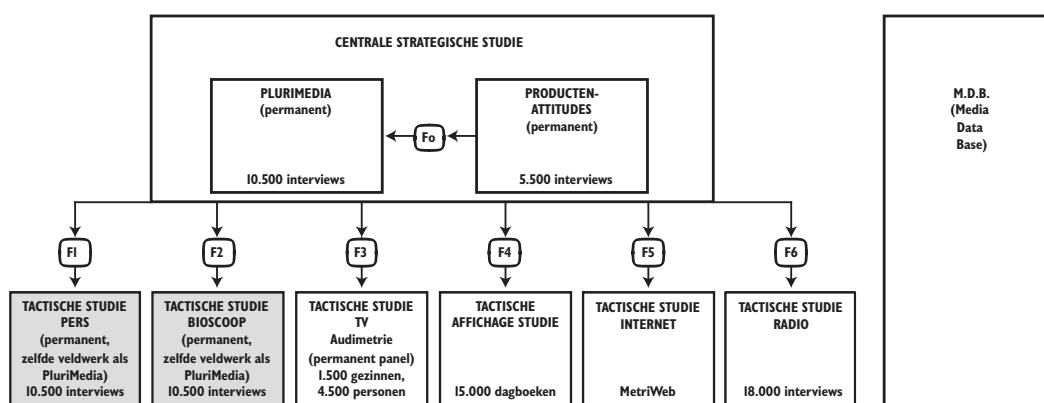 CENTRALE STRATEGISCHE STUDIE
PLURIMEDIA
(permanent)
10.500 interviews
Fo
PRODUCTEN-
ATTITUDES
(permanent)
5.500 interviews
M.D.B.
(Media
Data
Base)
F1
F2
F3
F4
F5
F6
TACTISCHE STUDIE
PERS
(permanent,
zelfde veldwerk als
PluriMedia)
10.500 interviews
TACTISCHE STUDIE
BIOSCOOP
(permanent,
zelfde veldwerk als
PluriMedia)
10.500 interviews
TACTISCHE STUDIE
TV
Audimetrie
(permanent panel)
1.500 gezinnen,
4.500 personen
TACTISCHE
AFFICHAGE STUDIE
15.000 dagboeken
TACTISCHE STUDIE
INTERNET
MetriWeb
TACTISCHE STUDIE
RADIO
18.000 interviews